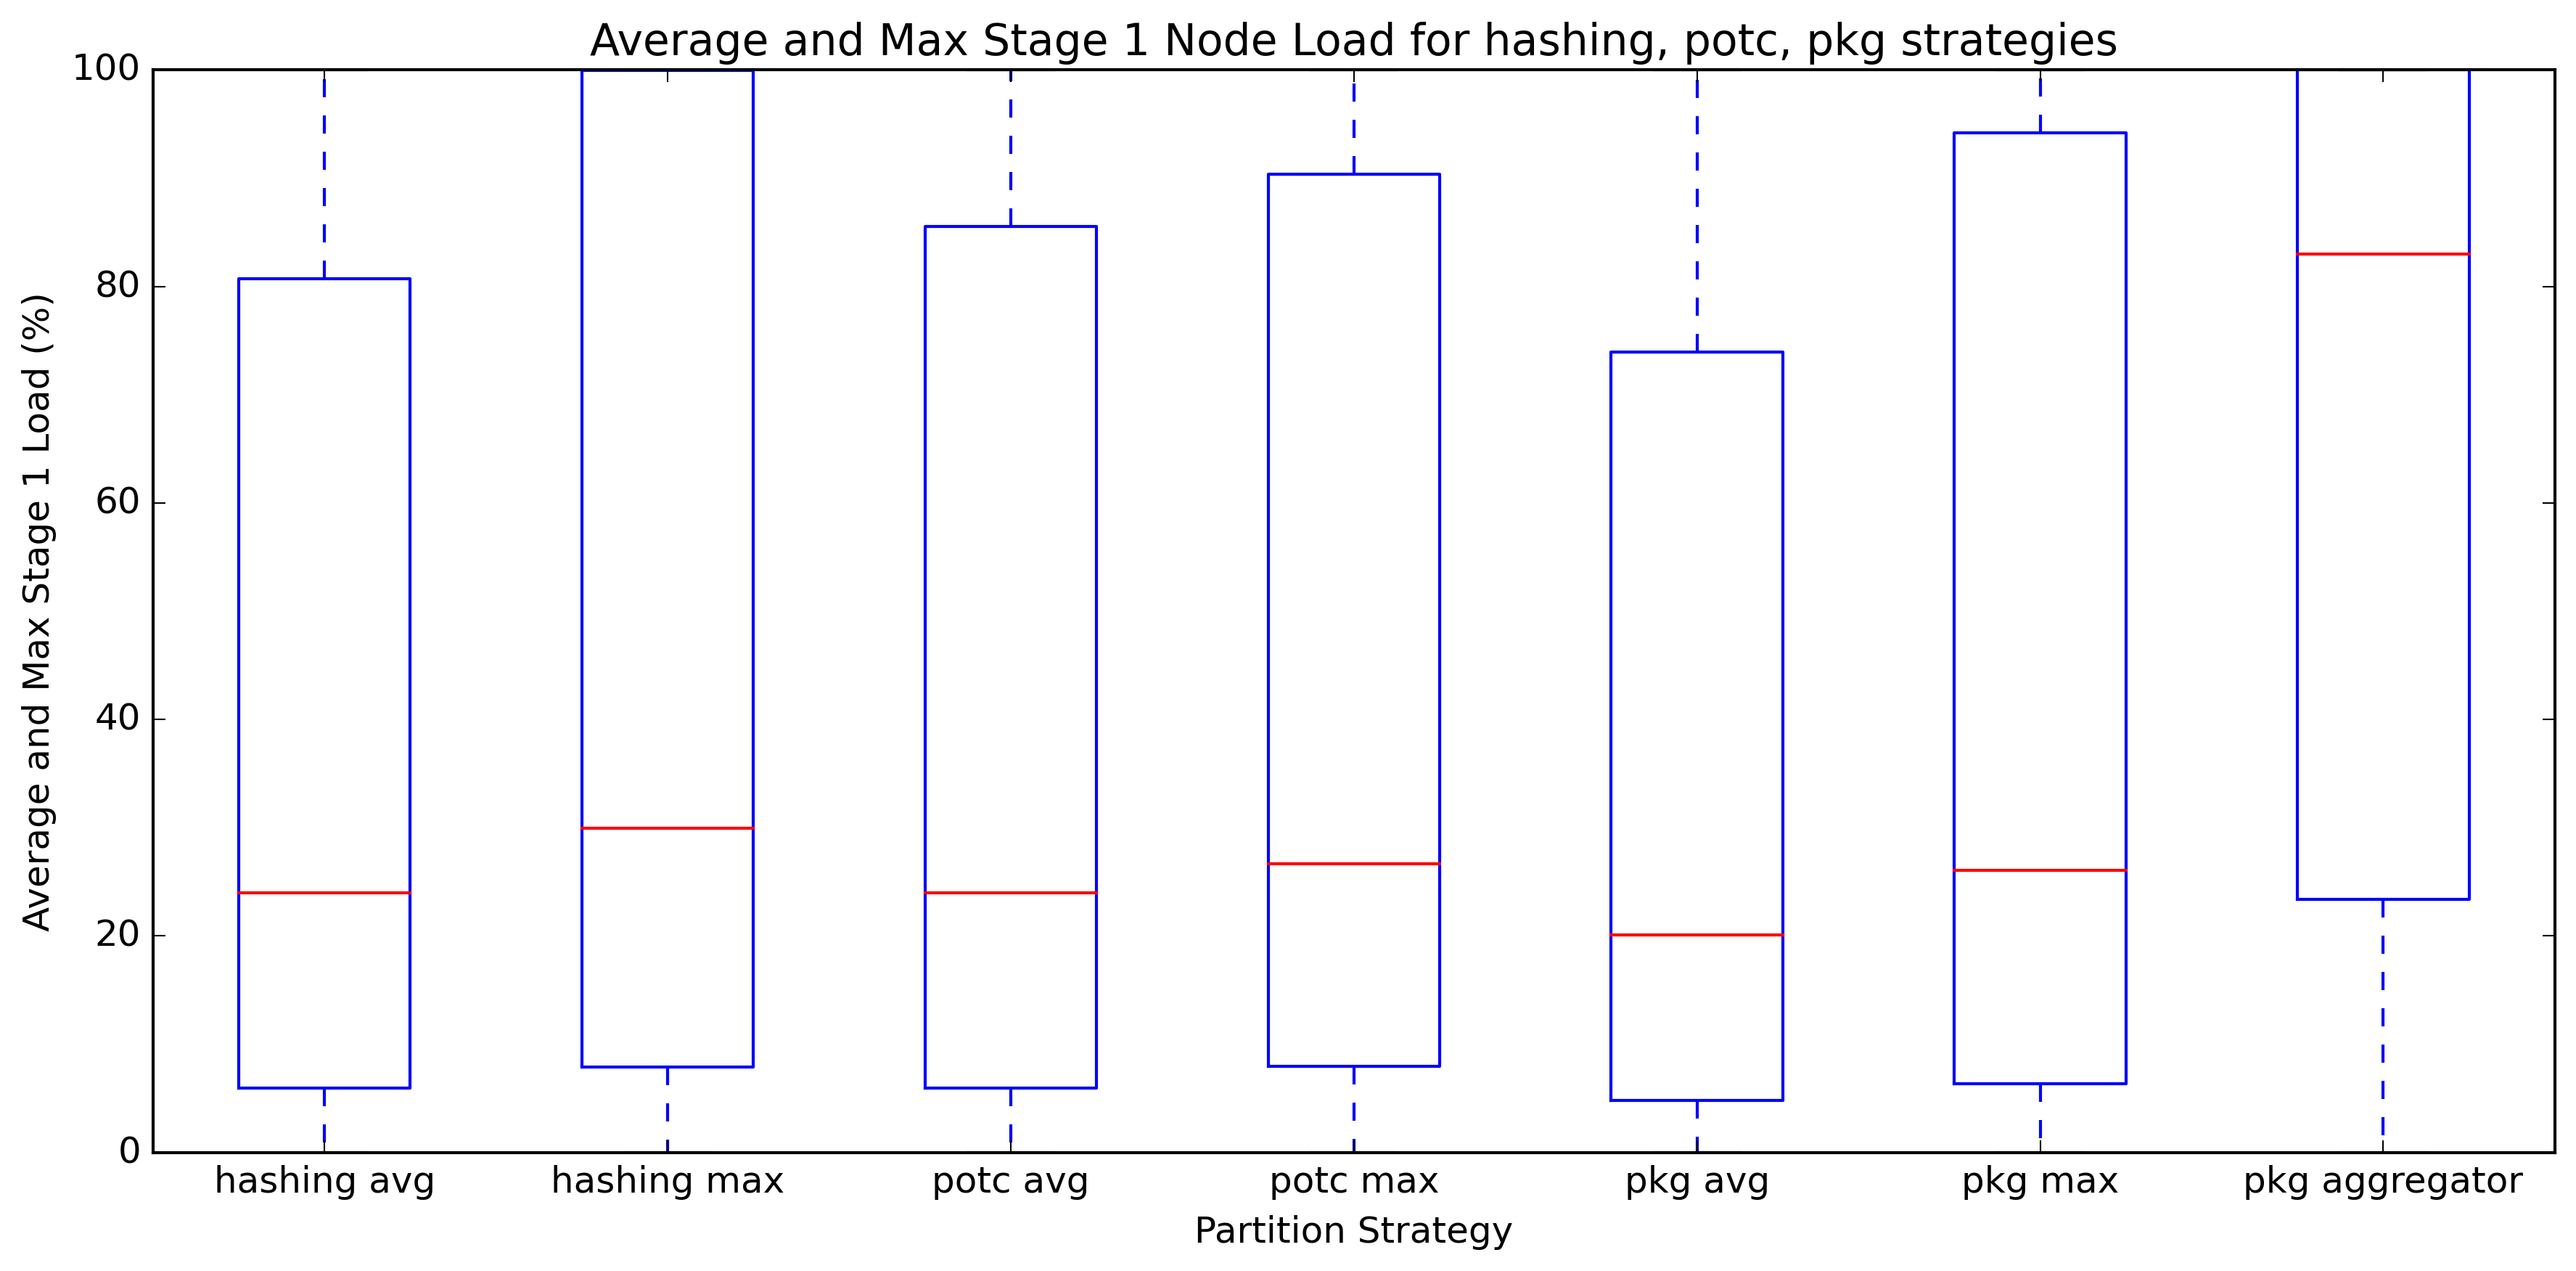 Average and Max Stage 1 Node Load for hashing, potc, pkg strategies
Average and Max Stage 1 Load (%)
100
80
60
40
20
0
hashing avg hashing max potc avg potc max pkg avg pkg max pkg aggregator
Partition Strategy